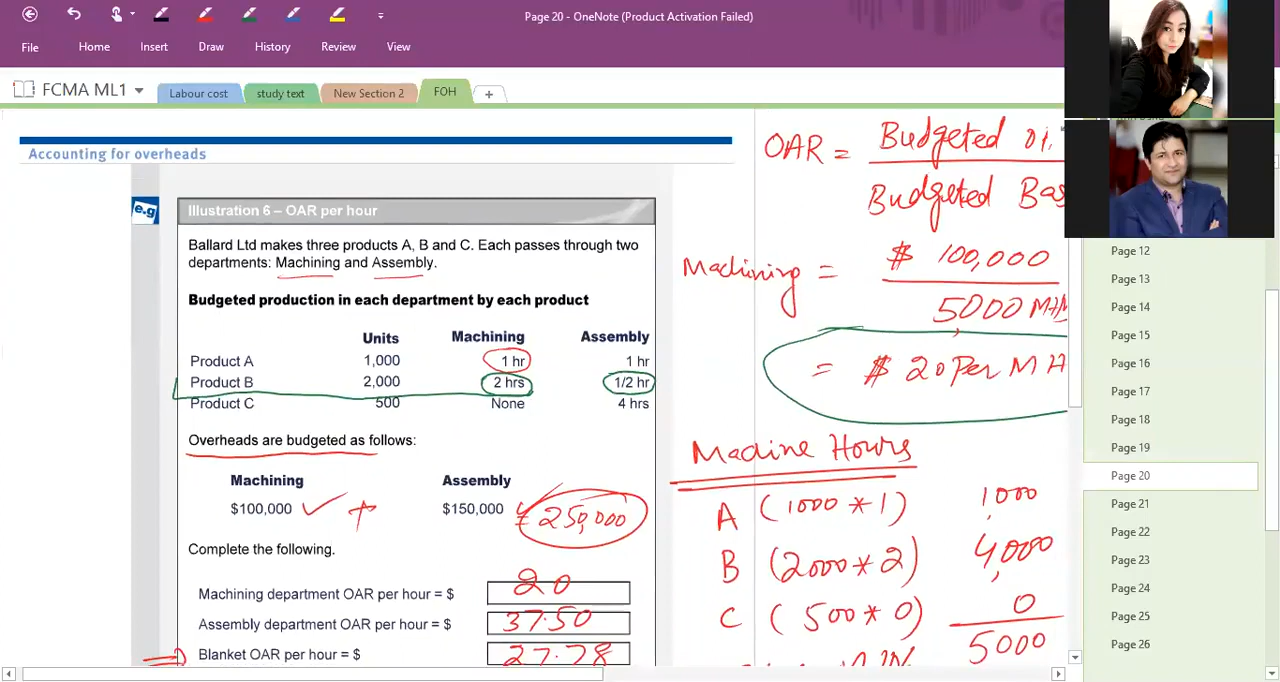 Page 20 - OneNote (Product Activation Failed)
File Home Insert Draw History Review View
FCMA ML1 Labour cost study text New Section 2 FOH +
Accounting for overheads
e.g
Illustration 6 – OAR per hour
Ballard Ltd makes three products A, B and C. Each passes through two
departments: Machining and Assembly.
Budgeted production in each department by each product
Units Machining Assembly
Product A 1,000 1 hr 1 hr
Product B 2,000 2 hrs 1/2 hr
Product C 500 None 4 hrs
Overheads are budgeted as follows:
Machining Assembly
$100,000 + $150,000 = 250,000
Complete the following.
Machining department OAR per hour = $ 20
Assembly department OAR per hour = $ 37.50
Blanket OAR per hour = $ 27.78
OAR = Budgeted
Budgeted Bas
Machining = $ 100,000
5000 MH
= $ 20 Per MH
Machine Hours
A (1000 * 1) 1,000
B (2000 * 2) 4,000
C ( 500 * 0) 0
5000
Page 12
Page 13
Page 14
Page 15
Page 16
Page 17
Page 18
Page 19
Page 20
Page 21
Page 22
Page 23
Page 24
Page 25
Page 26